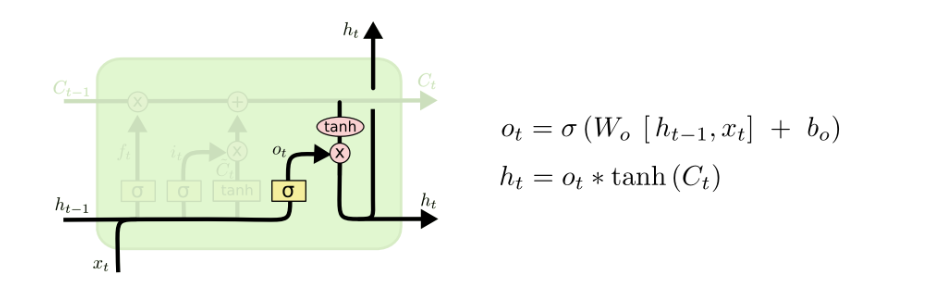 h_t
C_{t-1} × + C_t
tanh
f_t i_t × o_t ×
C̃_t
σ σ tanh σ
h_{t-1} h_t
x_t
o_t = σ (W_o [h_{t-1}, x_t] + b_o)
h_t = o_t * tanh (C_t)